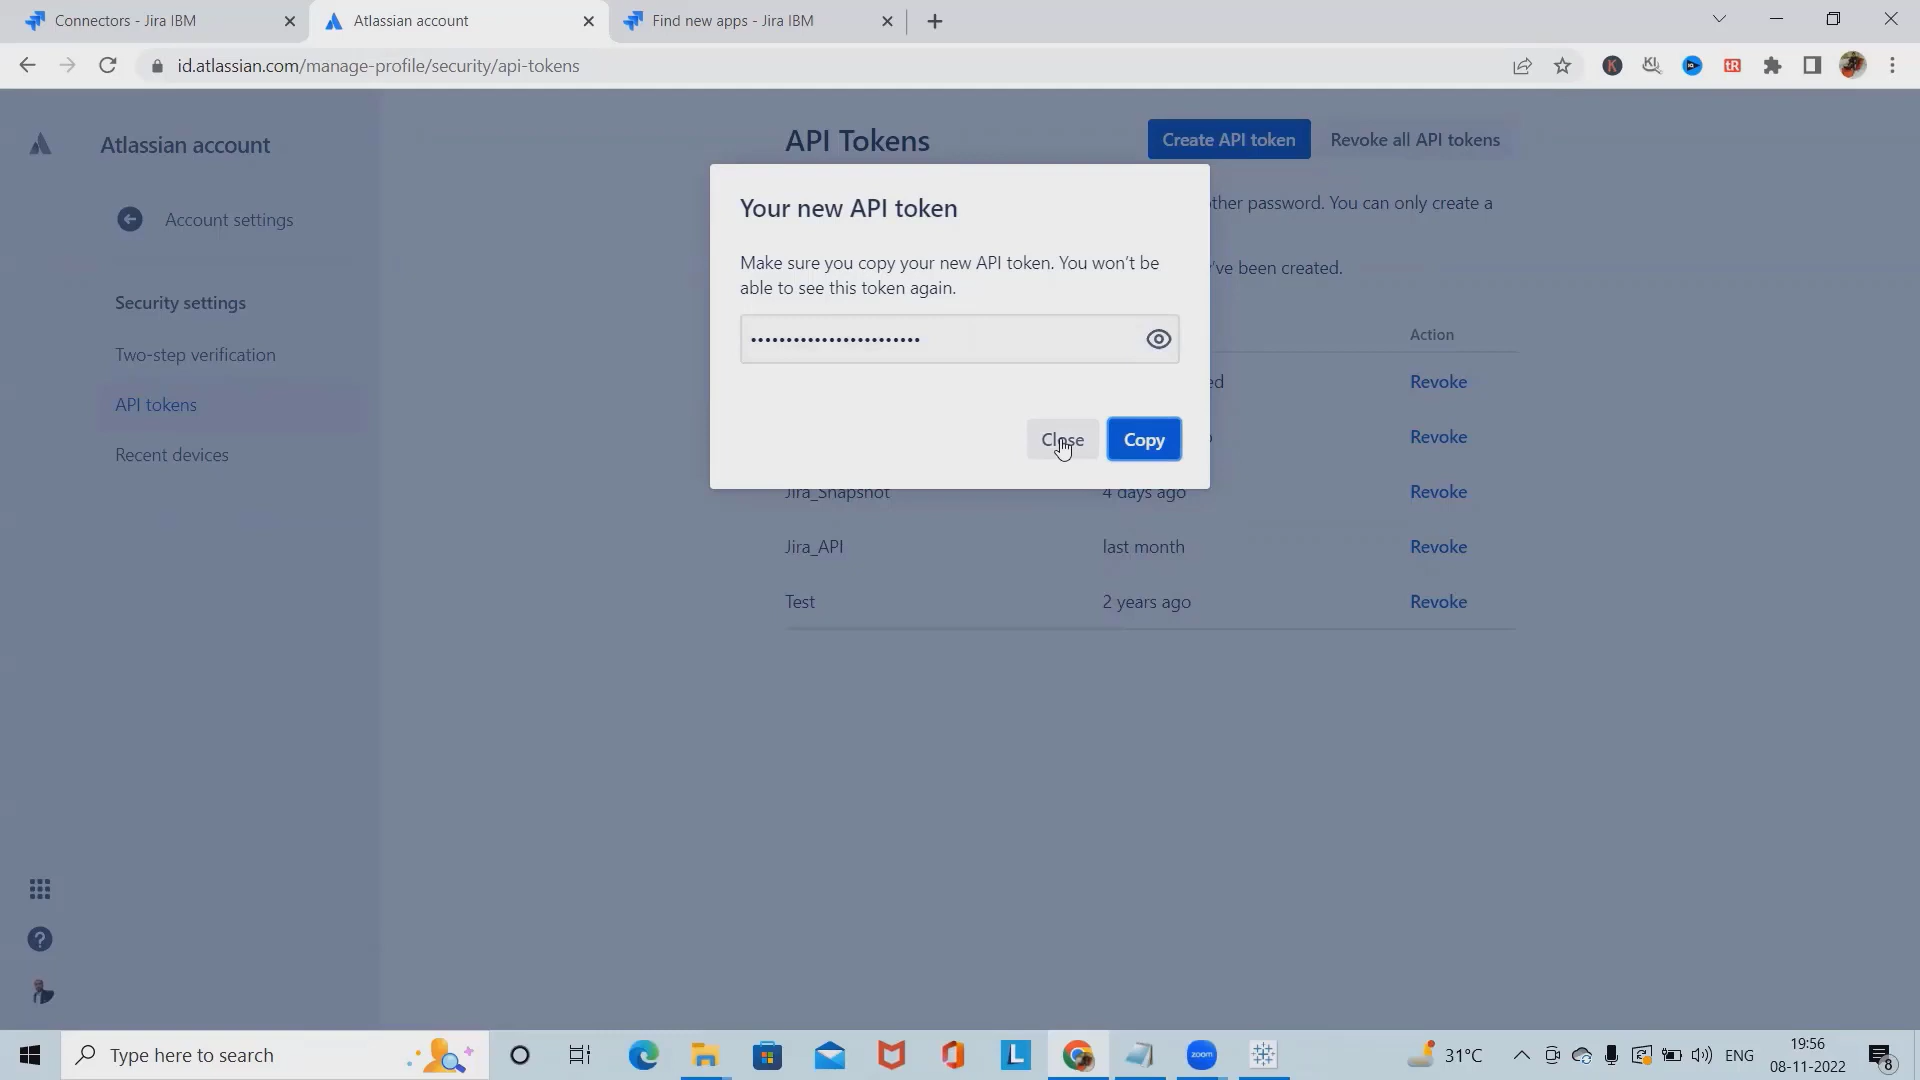 Connectors - Jira IBM
Atlassian account
Find new apps - Jira IBM
id.atlassian.com/manage-profile/security/api-tokens
Atlassian account
Account settings
Security settings
Two-step verification
API tokens
Recent devices
API Tokens
Create API token
Revoke all API tokens
ther password. You can only create a
've been created.
Your new API token
Make sure you copy your new API token. You won't be
able to see this token again.
••••••••••••••••••••••••
Close
Copy
Action
ed
Revoke
Revoke
Jira_Snapshot
4 days ago
Revoke
Jira_API
last month
Revoke
Test
2 years ago
Revoke
Type here to search
L
zoom
31°C
ENG
19:56
08-11-2022
8